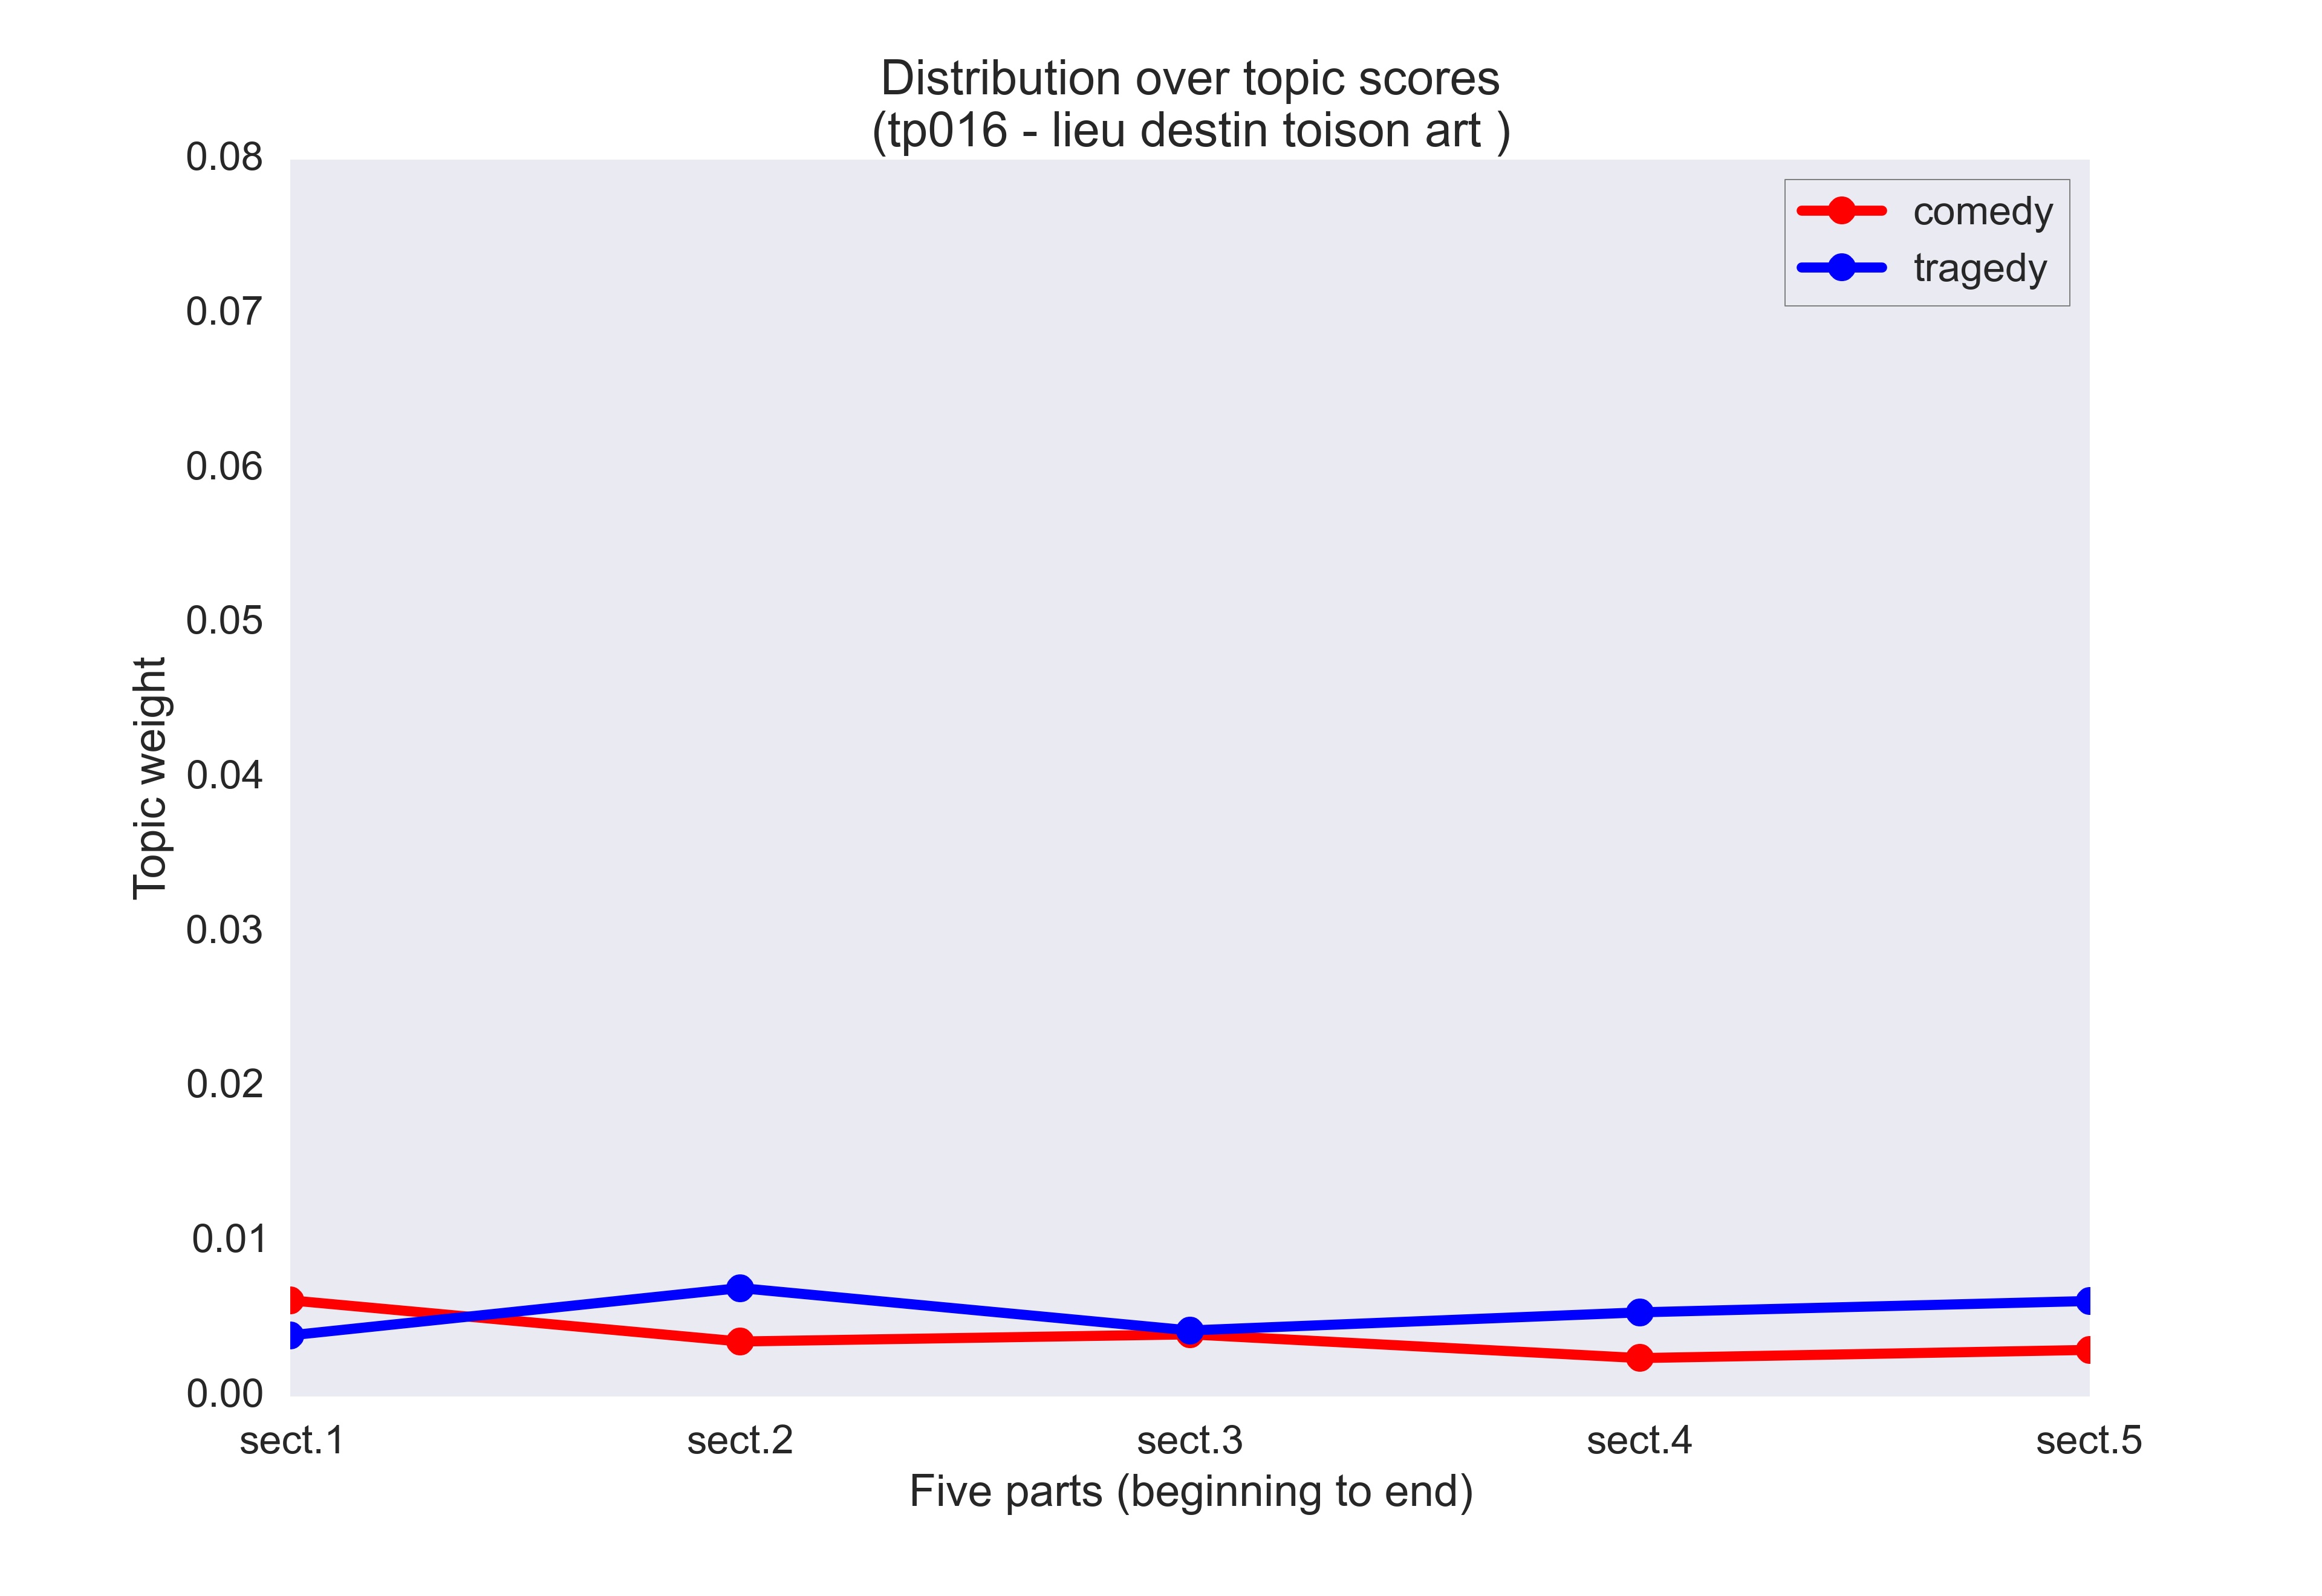 Distribution over topic scores
(tp016 - lieu destin toison art )
0.08
0.07
0.06
0.05
0.04
0.03
0.02
0.01
0.00
Topic weight
comedy
tragedy
sect.1
sect.2
sect.3
sect.4
sect.5
Five parts (beginning to end)